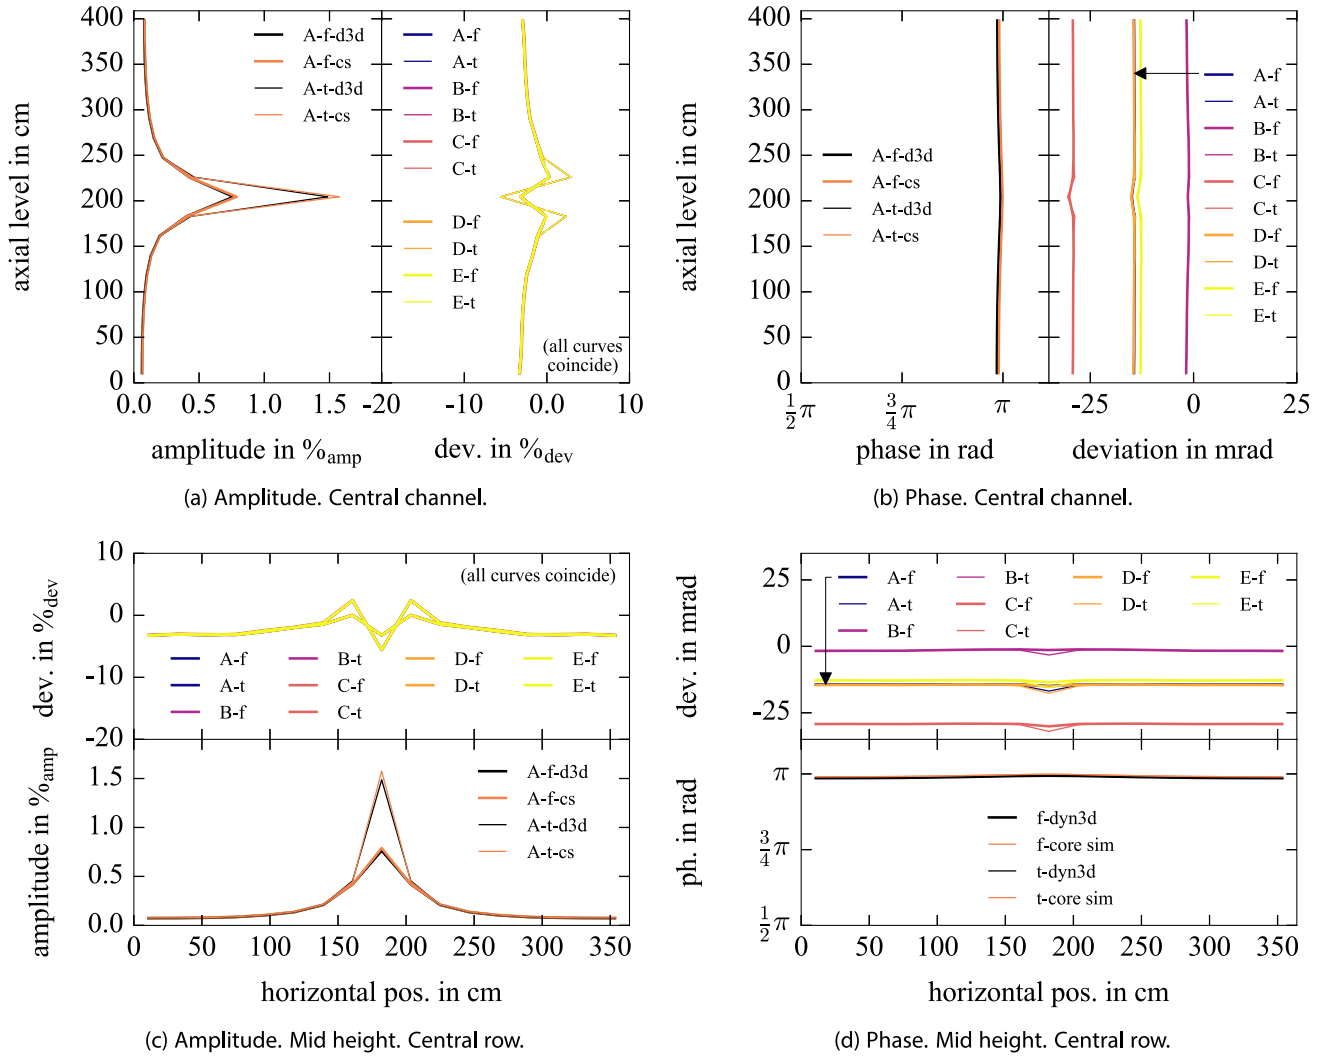 400
350
300
250
200
150
100
50
0
axial level in cm
A-f-d3d
A-f-cs
A-t-d3d
A-t-cs
0.0 0.5 1.0 1.5
amplitude in %amp
A-f
A-t
B-f
B-t
C-f
C-t
D-f
D-t
E-f
E-t
(all curves
coincide)
-20 -10 0.0 10
dev. in %dev
(a) Amplitude. Central channel.
400
350
300
250
200
150
100
50
0
axial level in cm
A-f-d3d
A-f-cs
A-t-d3d
A-t-cs
1/2 π 3/4 π π
phase in rad
A-f
A-t
B-f
B-t
C-f
C-t
D-f
D-t
E-f
E-t
-25 0 25
deviation in mrad
(b) Phase. Central channel.
10
0
-10
-20
dev. in %dev
(all curves coincide)
A-f B-t D-f E-f
A-t C-f D-t E-t
B-f C-t
1.5
1.0
0.5
0.0
amplitude in %amp
A-f-d3d
A-f-cs
A-t-d3d
A-t-cs
0 50 100 150 200 250 300 350
horizontal pos. in cm
(c) Amplitude. Mid height. Central row.
25
0
-25
dev. in mrad
A-f B-t D-f E-f
A-t C-f D-t E-t
B-f C-t
π
3/4 π
1/2 π
ph. in rad
f-dyn3d
f-core sim
t-dyn3d
t-core sim
0 50 100 150 200 250 300 350
horizontal pos. in cm
(d) Phase. Mid height. Central row.